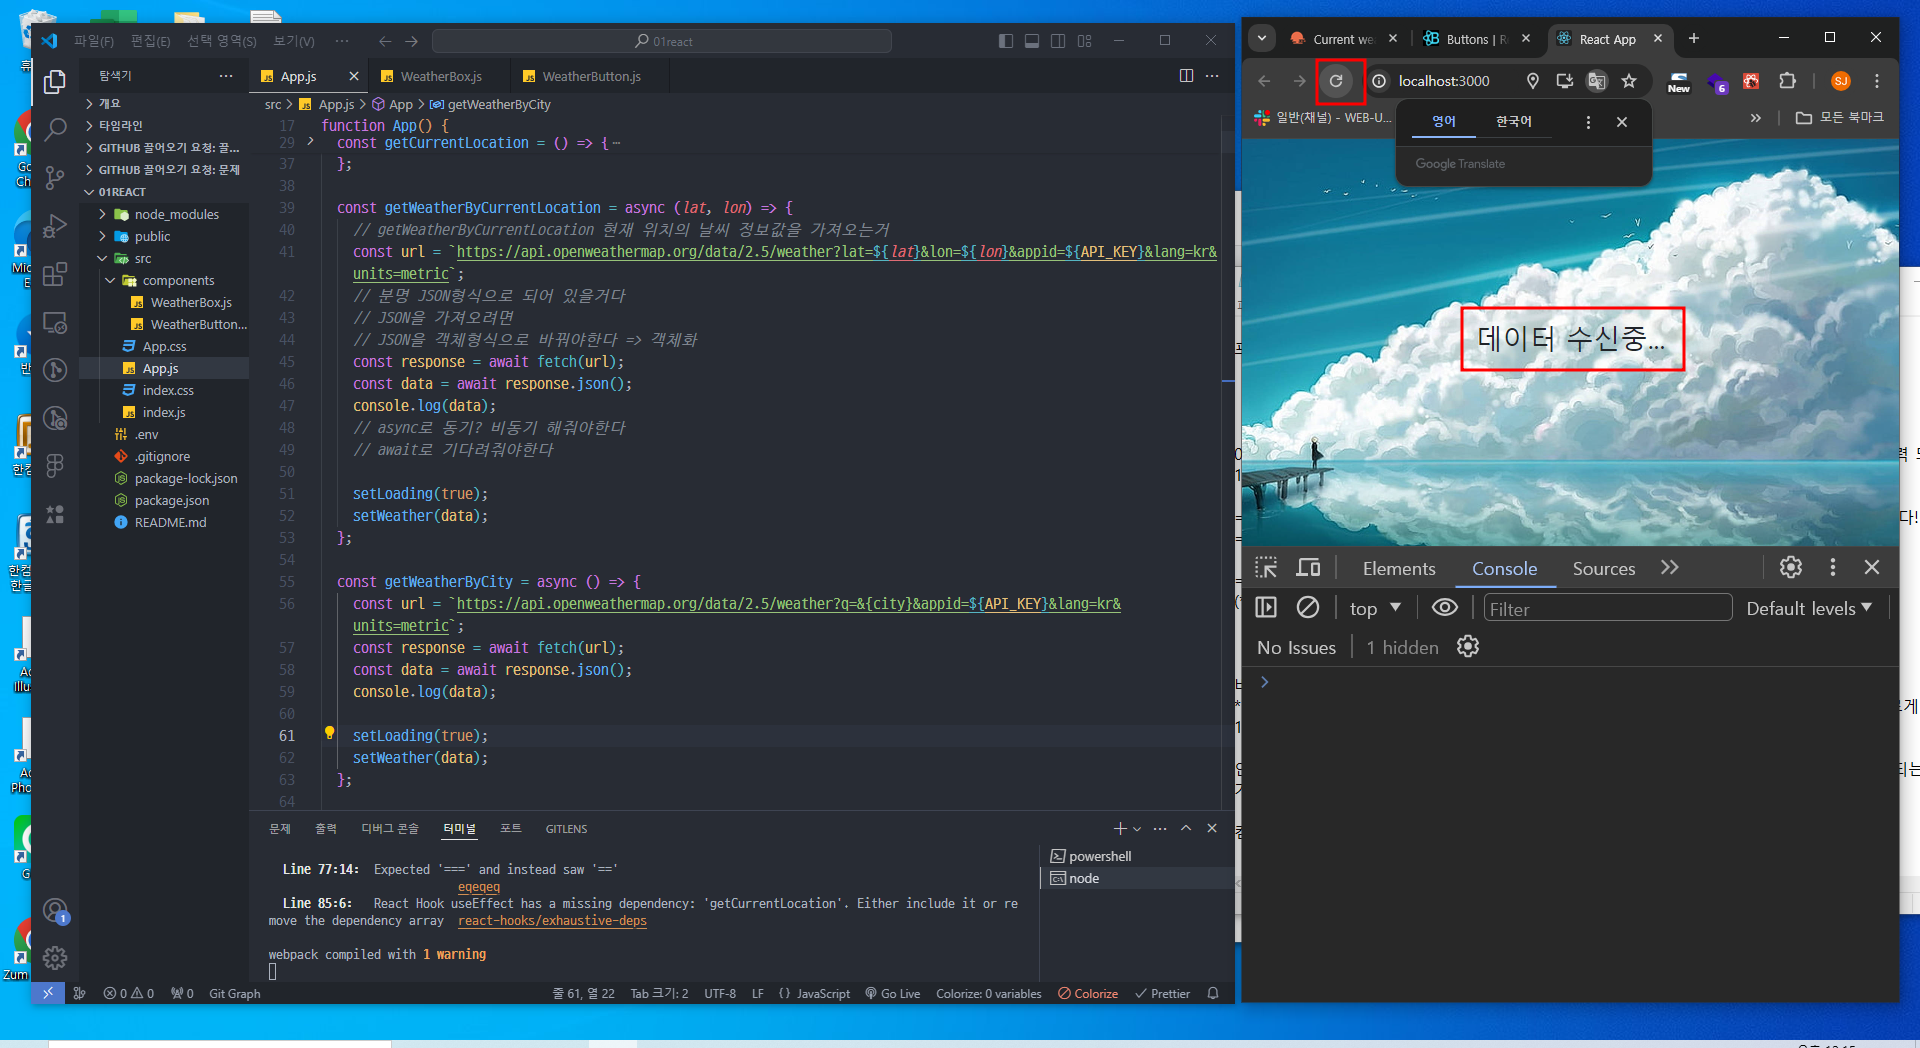 파일(F) 편집(E) 선택 영역(S) 보기(V) ··· 01react
탐색기 ···
개요
타임라인
GITHUB 끌어오기 요청: 끌...
GITHUB 끌어오기 요청: 문제
01REACT
node_modules
public
src
components
WeatherBox.js
WeatherButton...
App.css
App.js
index.css
index.js
.env
.gitignore
package-lock.json
package.json
README.md
App.js WeatherBox.js WeatherButton.js
src > App.js > App > getWeatherByCity
17 function App() {
29 const getCurrentLocation = () => { ···
37 };
38
39 const getWeatherByCurrentLocation = async (lat, lon) => {
40 // getWeatherByCurrentLocation 현재 위치의 날씨 정보값을 가져오는거
41 const url = `https://api.openweathermap.org/data/2.5/weather?lat=${lat}&lon=${lon}&appid=${API_KEY}&lang=kr&
units=metric`;
42 // 분명 JSON형식으로 되어 있을거다
43 // JSON을 가져오려면
44 // JSON을 객체형식으로 바꿔야한다 => 객체화
45 const response = await fetch(url);
46 const data = await response.json();
47 console.log(data);
48 // async로 동기? 비동기 해줘야한다
49 // await로 기다려줘야한다
50
51 setLoading(true);
52 setWeather(data);
53 };
54
55 const getWeatherByCity = async () => {
56 const url = `https://api.openweathermap.org/data/2.5/weather?q=&{city}&appid=${API_KEY}&lang=kr&
units=metric`;
57 const response = await fetch(url);
58 const data = await response.json();
59 console.log(data);
60
61 setLoading(true);
62 setWeather(data);
63 };
64
문제 출력 디버그 콘솔 터미널 포트 GITLENS
Line 77:14: Expected '===' and instead saw '=='
eqeqeq
Line 85:6: React Hook useEffect has a missing dependency: 'getCurrentLocation'. Either include it or re
move the dependency array react-hooks/exhaustive-deps
webpack compiled with 1 warning
powershell
node
1
0 0 0 Git Graph 줄 61, 열 22 Tab 크기: 2 UTF-8 LF {} JavaScript Go Live Colorize: 0 variables Colorize Prettier
Current we Buttons | R React App
localhost:3000 New 6 SJ
일반(채널) - WEB-U... 모든 북마크
영어 한국어
Google Translate
데이터 수신중...
Elements Console Sources
top Filter Default levels
No Issues 1 hidden